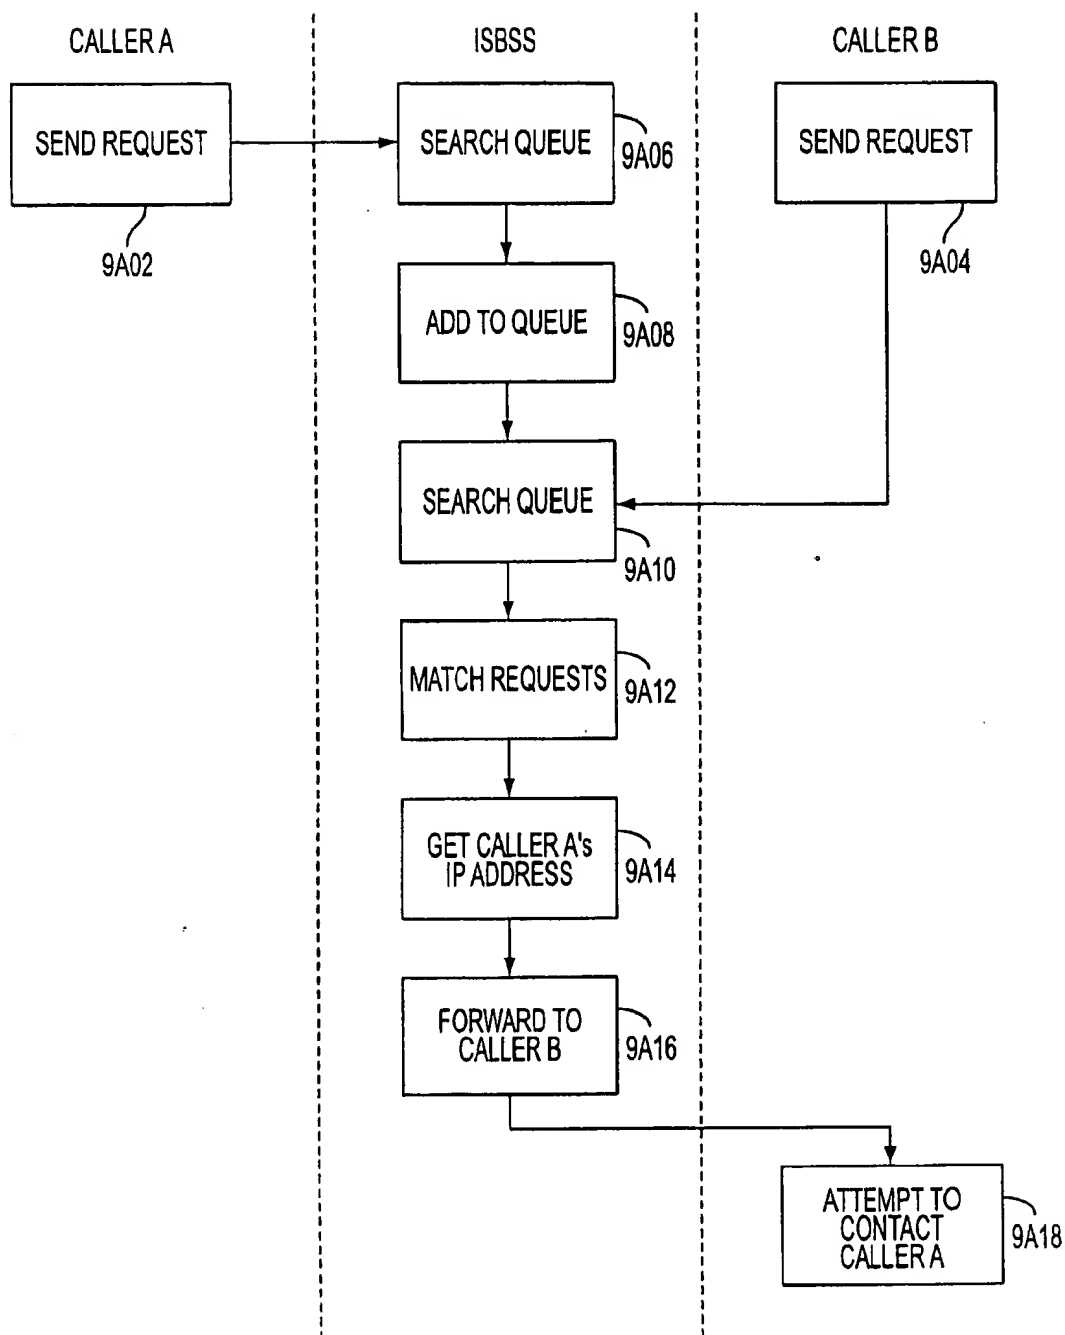 CALLER A
ISBSS
CALLER B
SEND REQUEST
SEARCH QUEUE
SEND REQUEST
9A06
9A02
9A04
ADD TO QUEUE
9A08
SEARCH QUEUE
9A10
MATCH REQUESTS
9A12
GET CALLER A's
IP ADDRESS
9A14
FORWARD TO
CALLER B
9A16
ATTEMPT TO
CONTACT
CALLER A
9A18